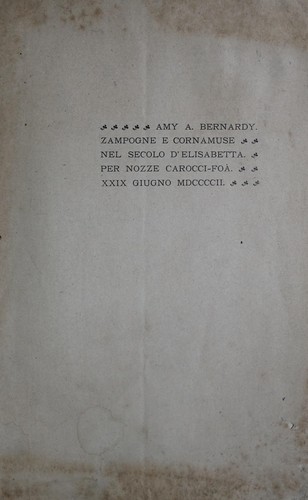 AMY A. BERNARDY.
ZAMPOGNE E CORNAMUSE
NEL SECOLO D'ELISABETTA.
PER NOZZE CAROCCI-FOÀ.
XXIX GIUGNO MDCCCCII.